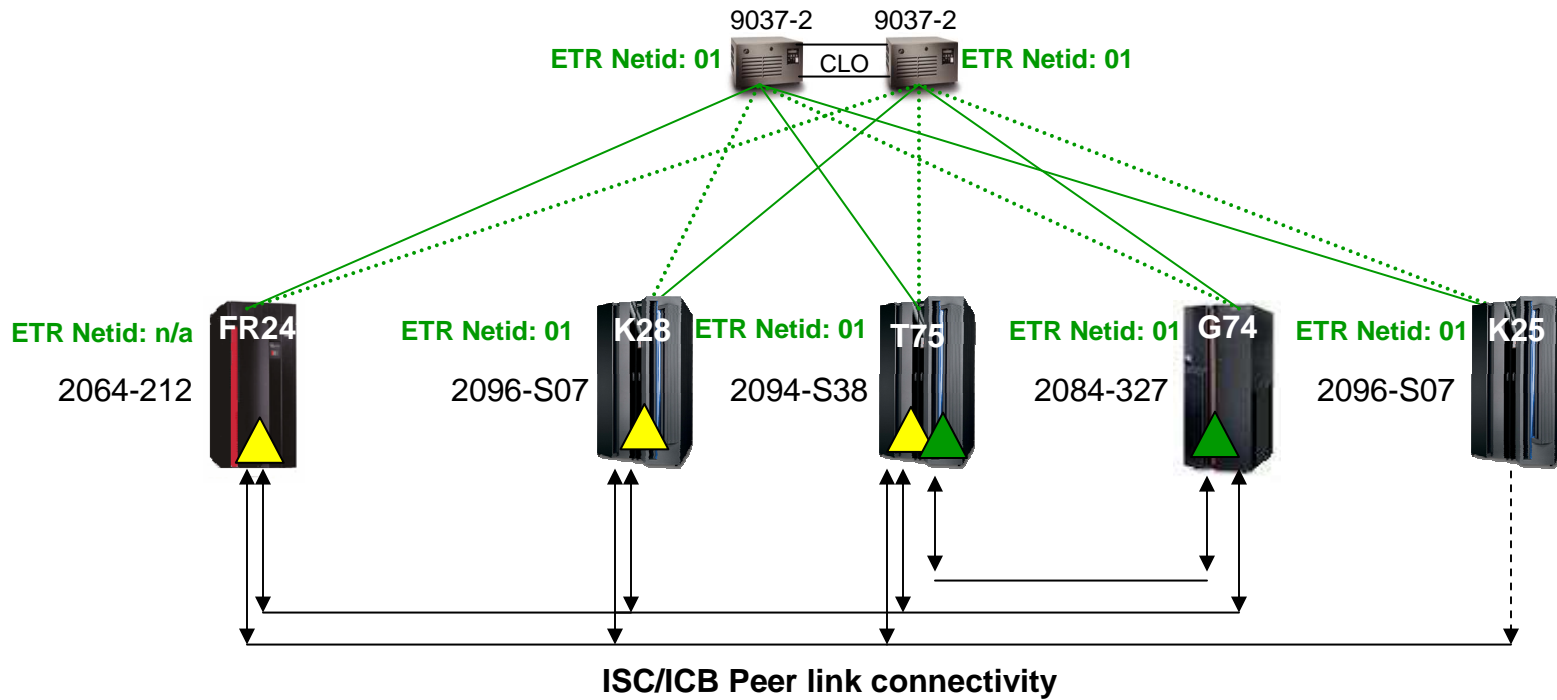 9037-2
9037-2
ETR Netid: 01
CLO
ETR Netid: 01
ETR Netid: n/a
FR24
ETR Netid: 01
K28
ETR Netid: 01
T75
ETR Netid: 01
G74
ETR Netid: 01
K25
2064-212
2096-S07
2094-S38
2084-327
2096-S07
ISC/ICB Peer link connectivity